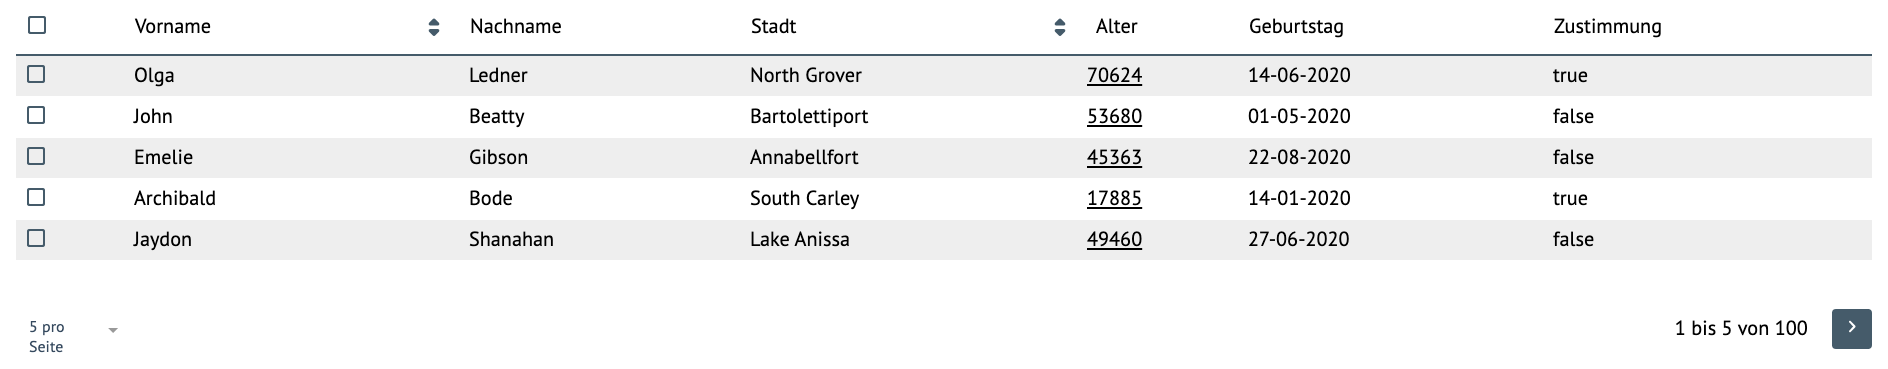 Vorname Nachname Stadt Alter Geburtstag Zustimmung
Olga Ledner North Grover 70624 14-06-2020 true
John Beatty Bartolettiport 53680 01-05-2020 false
Emelie Gibson Annabellfort 45363 22-08-2020 false
Archibald Bode South Carley 17885 14-01-2020 true
Jaydon Shanahan Lake Anissa 49460 27-06-2020 false
5 pro
Seite
1 bis 5 von 100